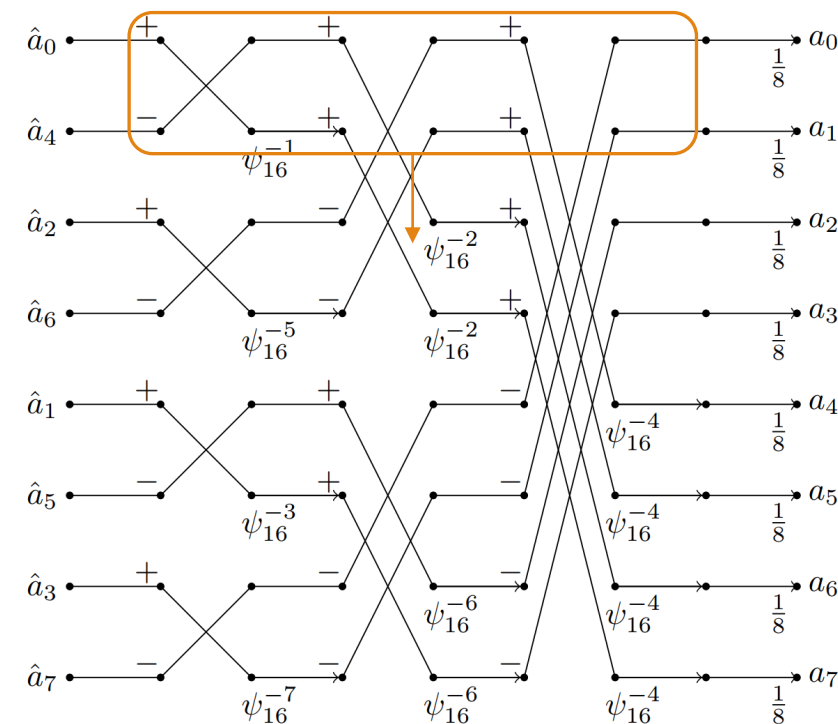 â₀ + + + a₀
1/8
â₄ − + + a₁
ψ₁₆⁻¹ 1/8
â₂ + − + a₂
ψ₁₆⁻² 1/8
â₆ − − + a₃
ψ₁₆⁻⁵ ψ₁₆⁻² 1/8
â₁ + + − a₄
ψ₁₆⁻⁴ 1/8
â₅ − + − a₅
ψ₁₆⁻³ ψ₁₆⁻⁴ 1/8
â₃ + − − a₆
ψ₁₆⁻⁶ ψ₁₆⁻⁴ 1/8
â₇ − − − a₇
ψ₁₆⁻⁷ ψ₁₆⁻⁶ ψ₁₆⁻⁴ 1/8